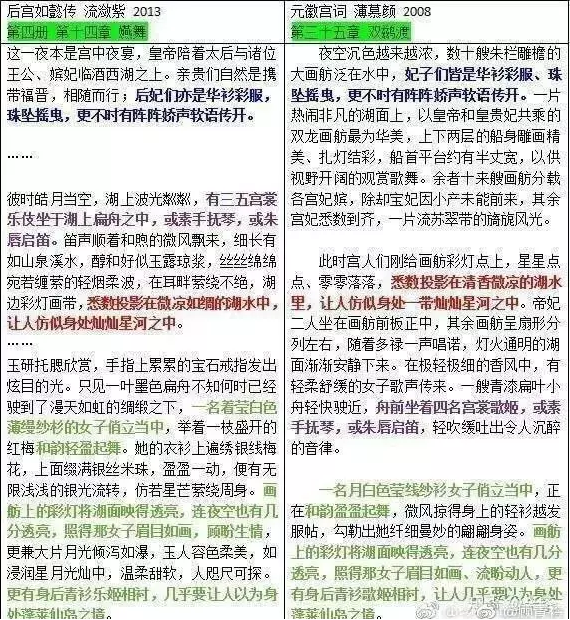 后宫如懿传 流潋紫 2013
第四册 第十四章 嬿舞
这一夜本是宫中夜宴，皇帝陪着太后与诸位
王公、嫔妃临酒西湖之上。亲贵们自然是携
带福晋，相随而行；后妃们亦是华衫彩服，
珠坠摇曳，更不时有阵阵娇声软语传开。
……
彼时皓月当空，湖上波光粼粼，有三五宫裳
乐伎坐于湖上扁舟之中，或素手抚琴，或朱
唇启笛。笛声顺着和煦的微风飘来，细长有
如山泉溪水，醇和好似玉露琼浆，丝丝绵绵
宛若缠萦的轻烟柔波，在耳畔萦绕不绝，湖
边彩灯画带，悉数投影在微凉如绸的湖水中，
让人仿似身处灿灿星河之中。
……
玉妍托腮欣赏，手指上累累的宝石戒指发出
炫目的光。只见一叶墨色扁舟不知何时已经
驶到了漫天如虹的绸缎之下，一名着莹白色
薄缦纱衫的女子俏立当中，举着一枝盛开的
红梅和韵轻盈起舞。她的衣衫上遍绣银线梅
花，上面缀满银丝米珠，盈盈一动，便有无
限浅浅的银光流转，仿若星芒萦绕周身。画
舫上的彩灯将湖面映得透亮，连夜空也有几
分透亮，照得那女子眉目如画，顾盼生情，
更兼大片月光倾泻如瀑，玉人容色柔美，如
浸润星月光灿中，温柔甜软，人咫尺可探。
更有身后青衫乐姬相衬，几乎要让人以为身
处蓬莱仙岛之境。
元徽宫词 薄慕颜 2008
第三十五章 双鹓渡
夜空沉色越来越浓，数十艘朱栏雕檐的
大画舫泛在水中，妃子们皆是华衫彩服、珠
坠摇曳，更不时有阵阵娇声软语传开。一片
热闹非凡的湖面上，以皇帝和皇贵妃共乘的
双龙画舫最为华美，上下两层的船身雕画精
美、扎灯结彩，船首平台约有半丈宽，以供
视野开阔的观赏歌舞。余者十来艘画舫分载
各宫妃嫔，除却宝妃因小产未能前来，其余
宫妃悉数到齐，一片流苏翠带的旖旎风光。
此时宫人们刚给画舫彩灯点上，星星点
点、零零落落，悉数投影在清香微凉的湖水
里，让人仿似身处一带灿灿星河之中。帝妃
二人坐在画舫前板正中，其余画舫呈扇形分
列左右，随着多禄一声唱诺，灯火通明的湖
面渐渐安静下来。在极轻极细的香风中，有
轻柔舒缓的女子歌声传来。一艘青漆扁叶小
舟轻快驶近，舟前坐着四名宫裳歌姬，或素
手抚琴，或朱唇启笛，轻吹缓吐出令人沉醉
的音律。
一名月白色莹线纱衫女子俏立当中，正
在和韵盈盈起舞，微风掠得身上的轻衫越发
服帖，勾勒出她纤细曼妙的翩翩身姿。画舫
上的彩灯将湖面映得透亮，连夜空也有几分
透亮，照得那女子眉目如画、流盼动人，更
有身后青衫歌姬相衬，几乎要让人以为是身
处蓬莱仙岛之境。